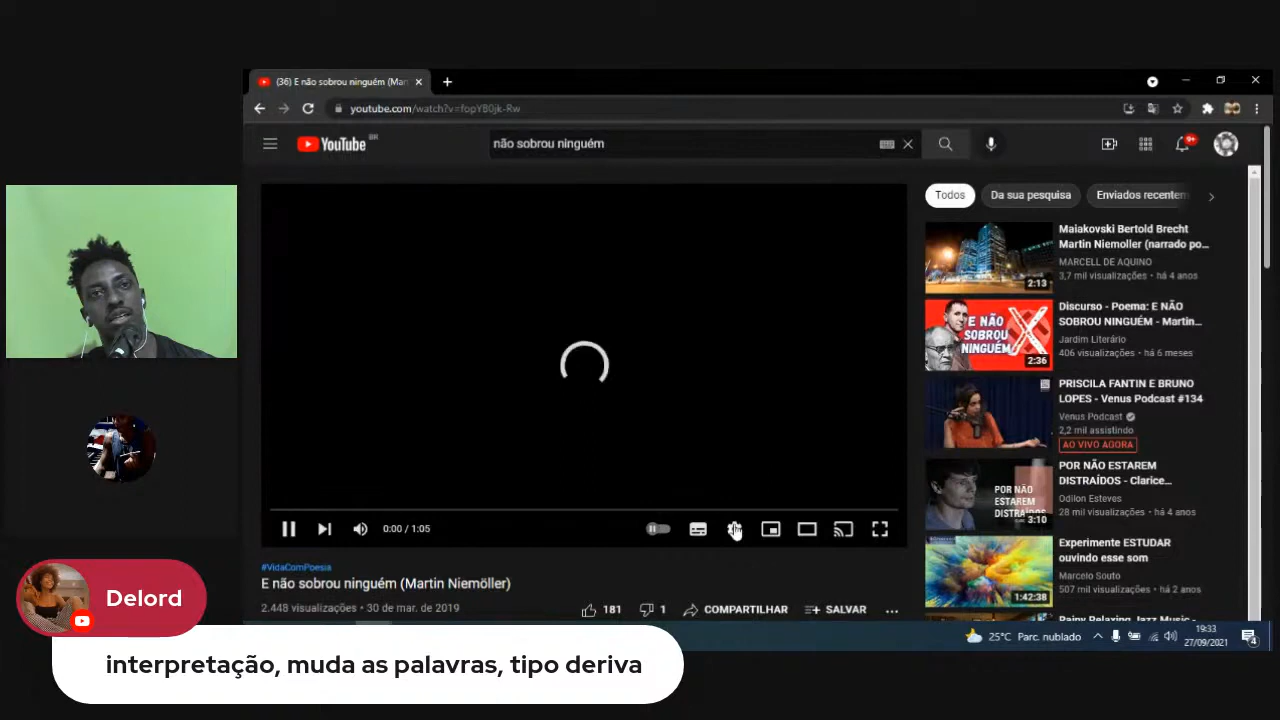 (36) E não sobrou ninguém (Mar
youtube.com/watch?v=fopYB0jk-Rw
YouTube BR
não sobrou ninguém
9+
Todos
Da sua pesquisa
Enviados recentem
Maiakovski Bertold Brecht
Martin Niemoller (narrado po...
MARCELL DE AQUINO
3,7 mil visualizações • há 4 anos
2:13
Discurso - Poema: E NÃO
SOBROU NINGUÉM - Martin...
Jardim Literário
406 visualizações • há 6 meses
E NÃO
SOBROU
NINGUÉM
2:36
PRISCILA FANTIN E BRUNO
LOPES - Venus Podcast #134
Venus Podcast
2,2 mil assistindo
AO VIVO AGORA
POR NÃO ESTAREM
DISTRAÍDOS - Clarice...
Odilon Esteves
28 mil visualizações • há
POR NÃO
ESTAREM
DISTRAÍDOS
3:10
Experimente ESTUDAR
ouvindo esse som
Marcelo Souto
507 mil visualizações • há 2 anos
1:42:38
Rainy Relaxing Jazz Music -
0:00 / 1:05
#VidaComPoesia
E não sobrou ninguém (Martin Niemöller)
2.448 visualizações • 30 de mar. de 2019
181
1
COMPARTILHAR
SALVAR
...
25°C Parc. nublado
19:33
27/09/2021
4
Delord
interpretação, muda as palavras, tipo deriva